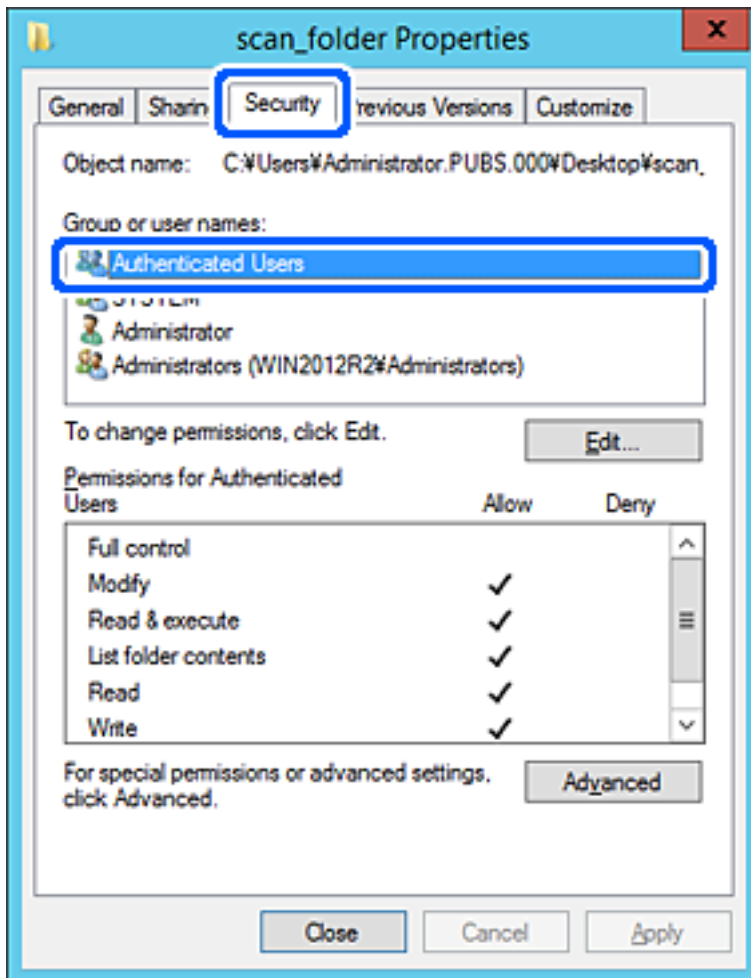 scan_folder Properties
x
General Security Previous Versions Customize
Object name: C:¥Users¥Administrator.PUBS.000¥Desktop¥scan_
Group or user names:
Authenticated Users
SYSTEM
Administrator
Administrators (WIN2012R2¥Administrators)
To change permissions, click Edit.
Edit...
Permissions for Authenticated
Users Allow Deny
Full control
Modify
Read & execute
List folder contents
Read
Write
For special permissions or advanced settings,
click Advanced.
Advanced
Close Cancel Apply